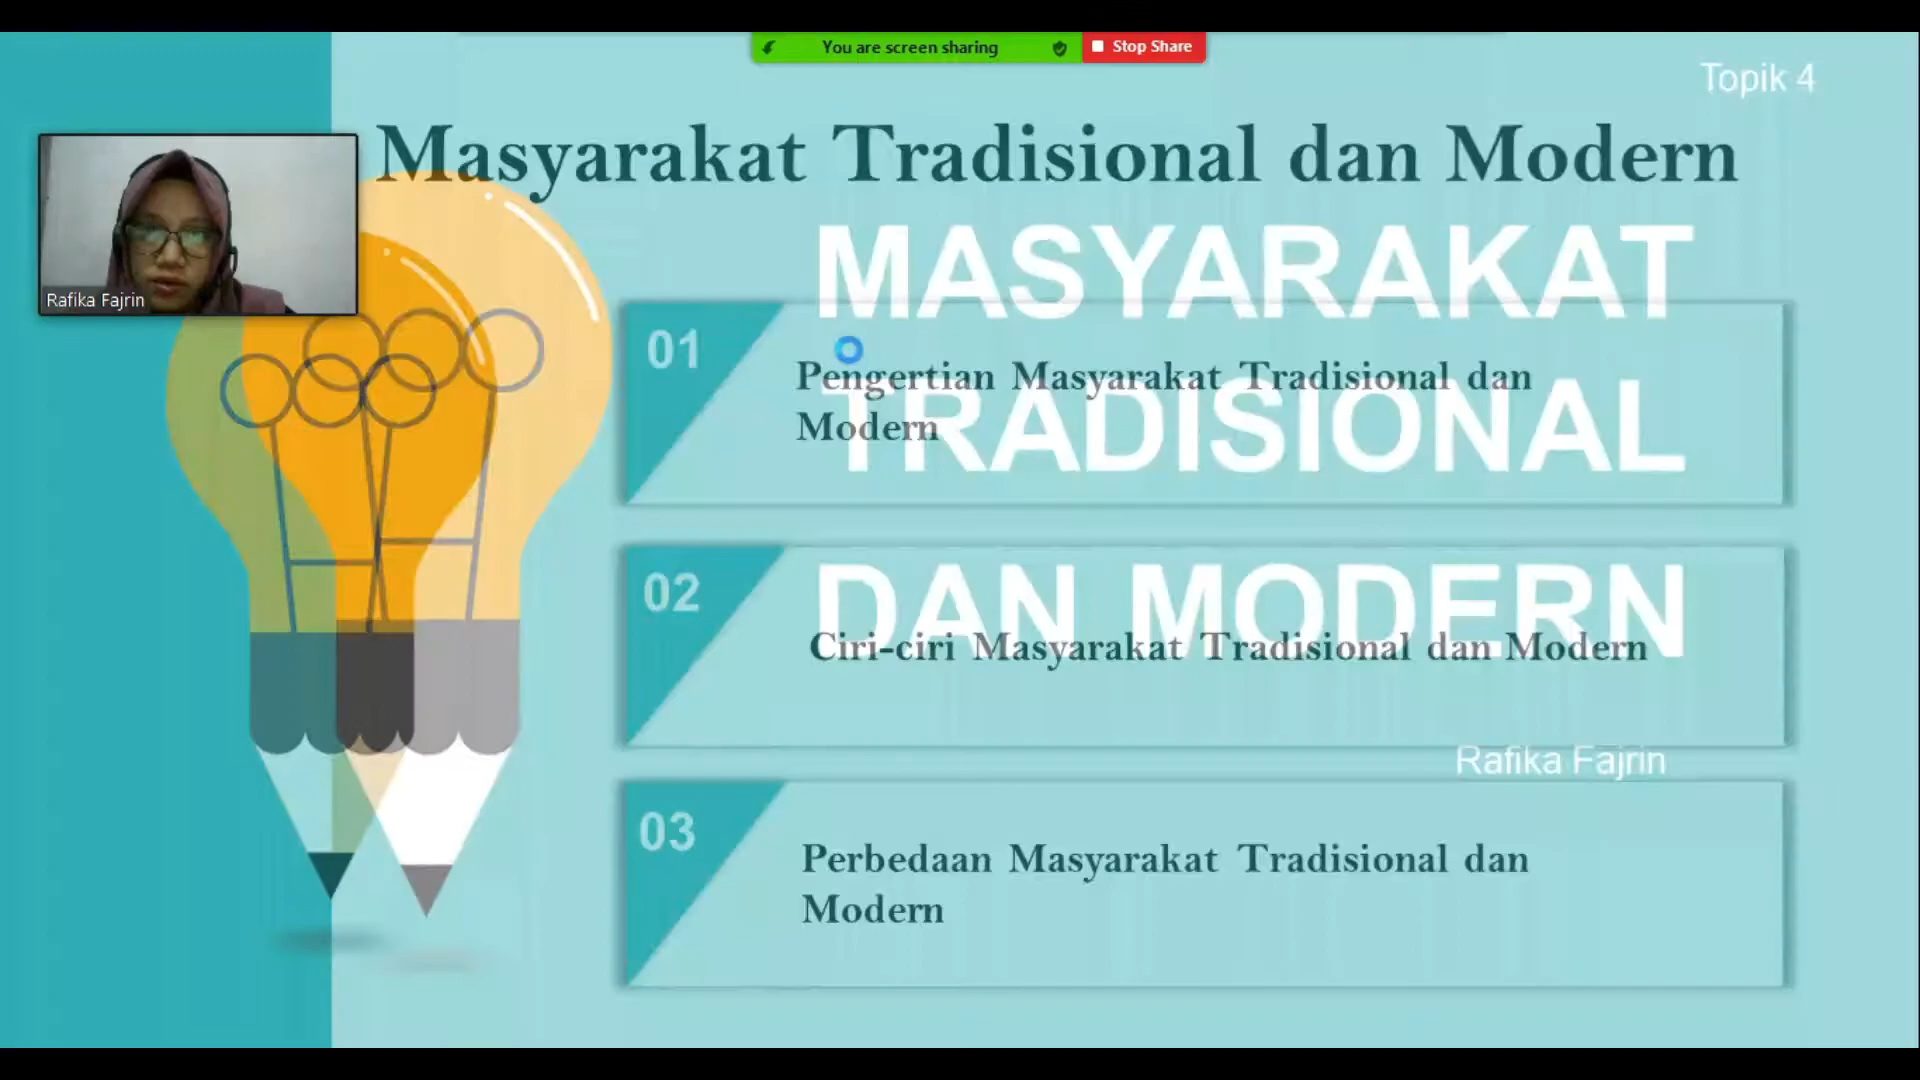 You are screen sharing
Stop Share
Topik 4
Masyarakat Tradisional dan Modern
MASYARAKAT
TRADISIONAL
DAN MODERN
Rafika Fajrin
01
Pengertian Masyarakat Tradisional dan
Modern
02
Ciri-ciri Masyarakat Tradisional dan Modern
Rafika Fajrin
03
Perbedaan Masyarakat Tradisional dan
Modern